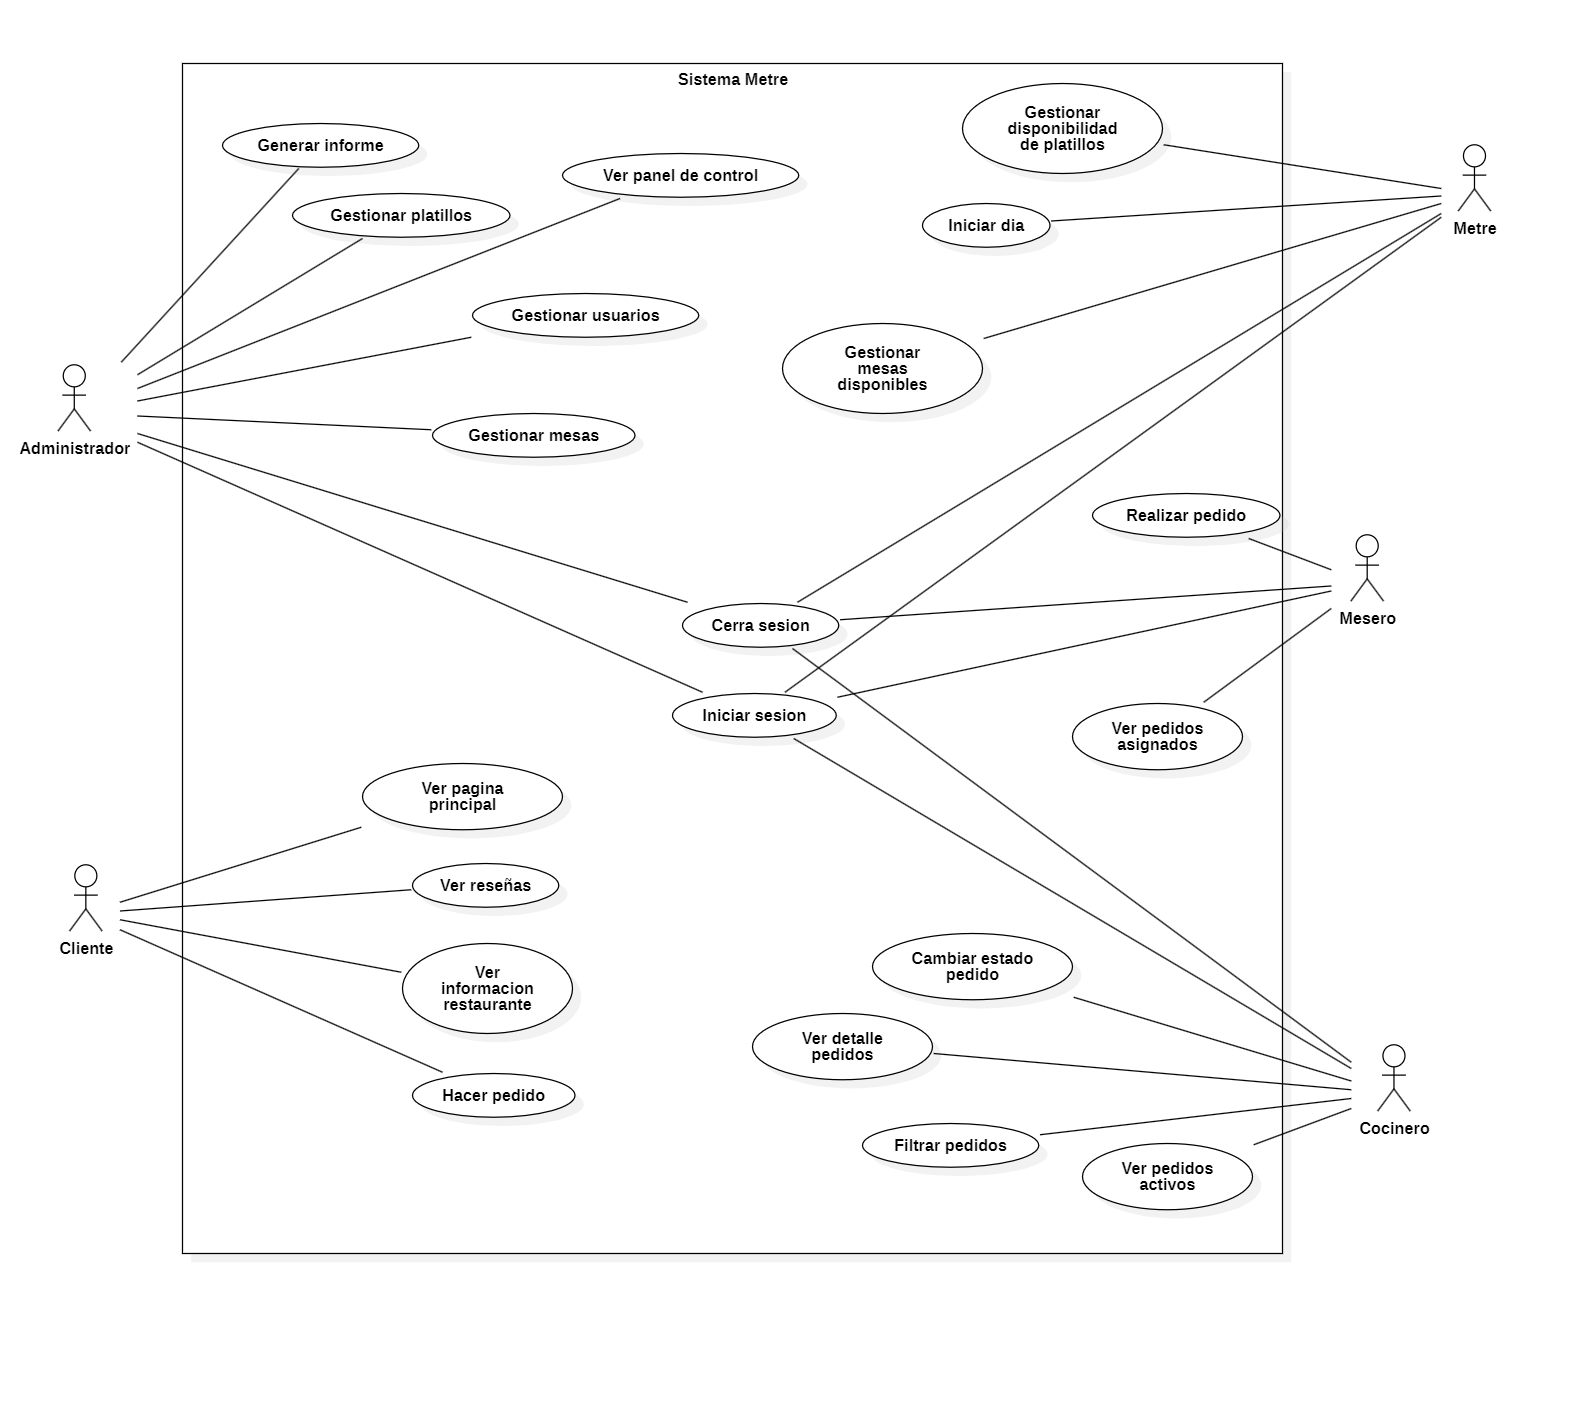 Sistema Metre
Gestionar
disponibilidad
de platillos
Generar informe
Ver panel de control
Gestionar platillos
Iniciar dia
Metre
Gestionar usuarios
Gestionar
mesas
disponibles
Gestionar mesas
Administrador
Realizar pedido
Cerra sesion
Mesero
Iniciar sesion
Ver pedidos
asignados
Ver pagina
principal
Ver reseñas
Cliente
Ver
informacion
restaurante
Cambiar estado
pedido
Ver detalle
pedidos
Hacer pedido
Cocinero
Filtrar pedidos
Ver pedidos
activos